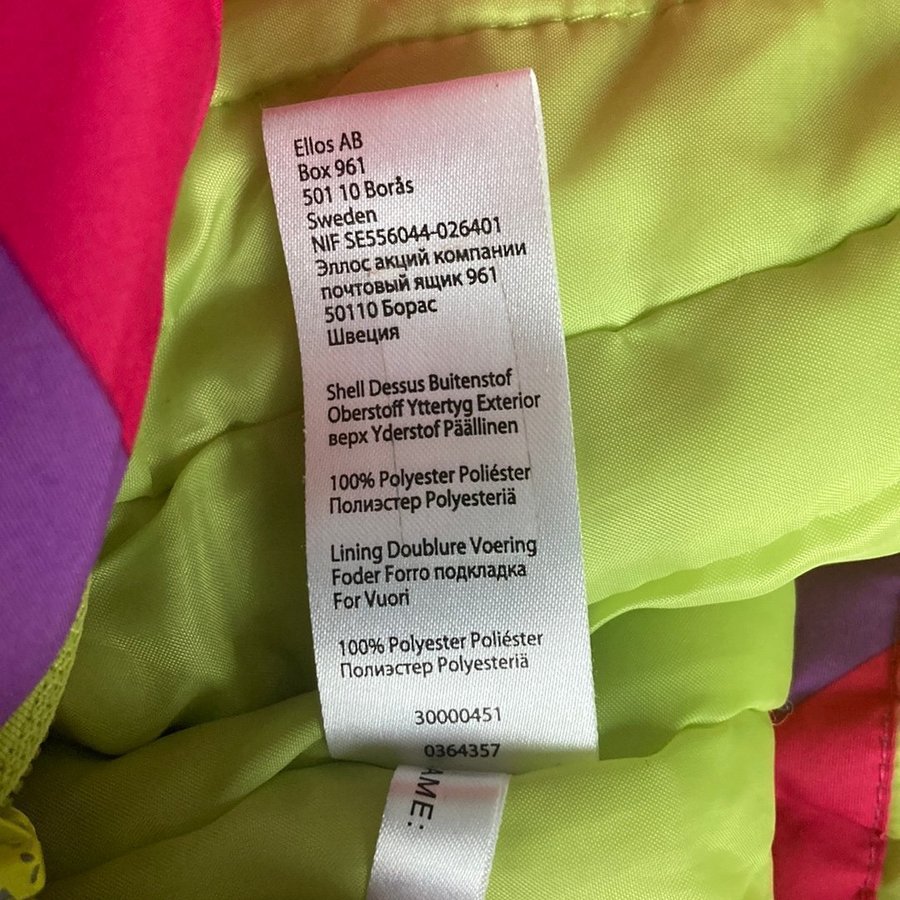 Ellos AB
Box 961
501 10 Borås
Sweden
NIF SE556044-026401
Эллос акций компании
почтовый ящик 961
50110 Борас
Швеция
Shell Dessus Buitenstof
Oberstoff Yttertyg Exterior
верх Yderstof Päällinen
100% Polyester Poliéster
Полиэстер Polyesteriä
Lining Doublure Voering
Foder Forro подкладка
For Vuori
100% Polyester Poliéster
Полиэстер Polyesteriä
30000451
0364357
AME: